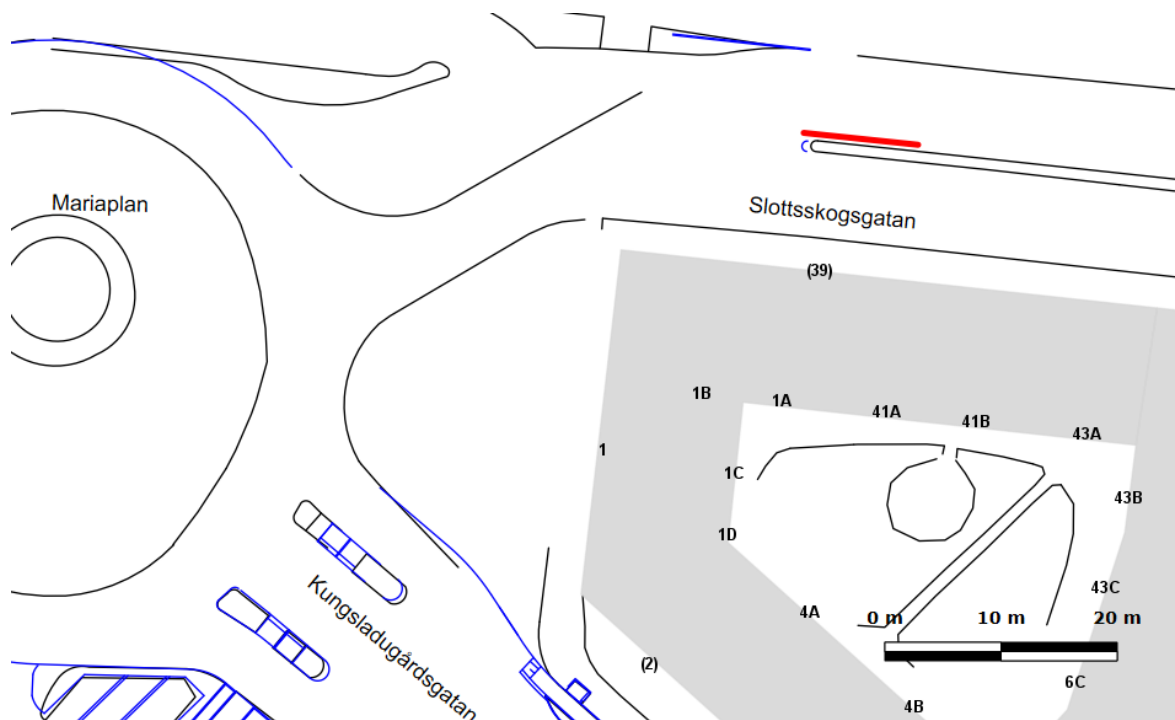 Mariaplan
Slottsskogsgatan
(39)
1B
1A
41A
41B
43A
1
1C
43B
1D
Kungsladugårdsgatan
4A
43C
0 m 10 m 20 m
(2)
6C
4B